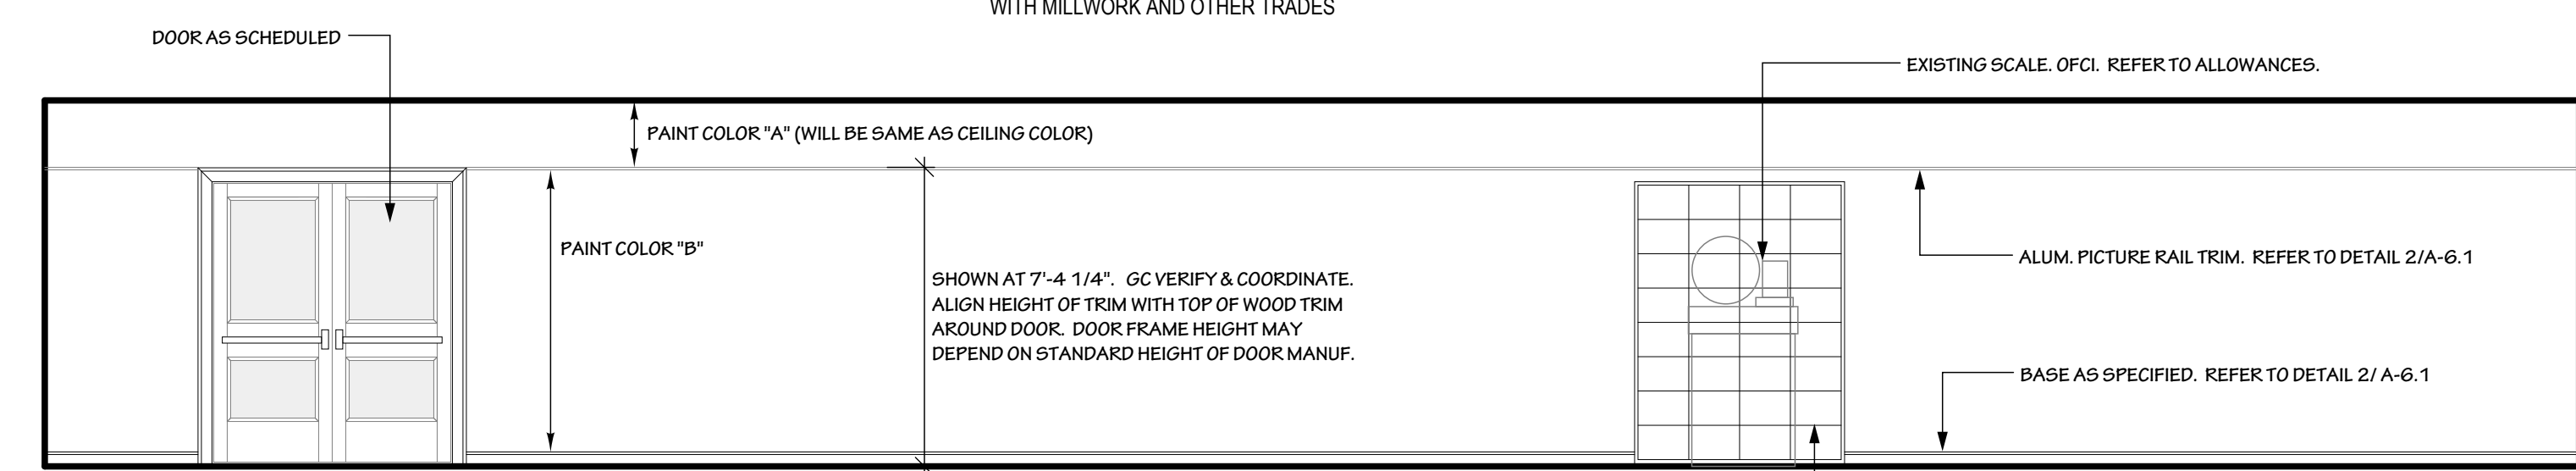 WITH MILLWORK AND OTHER TRADES
DOOR AS SCHEDULED
EXISTING SCALE. OFCI. REFER TO ALLOWANCES.
PAINT COLOR "A" (WILL BE SAME AS CEILING COLOR)
PAINT COLOR "B"
SHOWN AT 7'-4 1/4". GC VERIFY & COORDINATE.
ALIGN HEIGHT OF TRIM WITH TOP OF WOOD TRIM
AROUND DOOR. DOOR FRAME HEIGHT MAY
DEPEND ON STANDARD HEIGHT OF DOOR MANUF.
ALUM. PICTURE RAIL TRIM. REFER TO DETAIL 2/A-6.1
BASE AS SPECIFIED. REFER TO DETAIL 2/ A-6.1